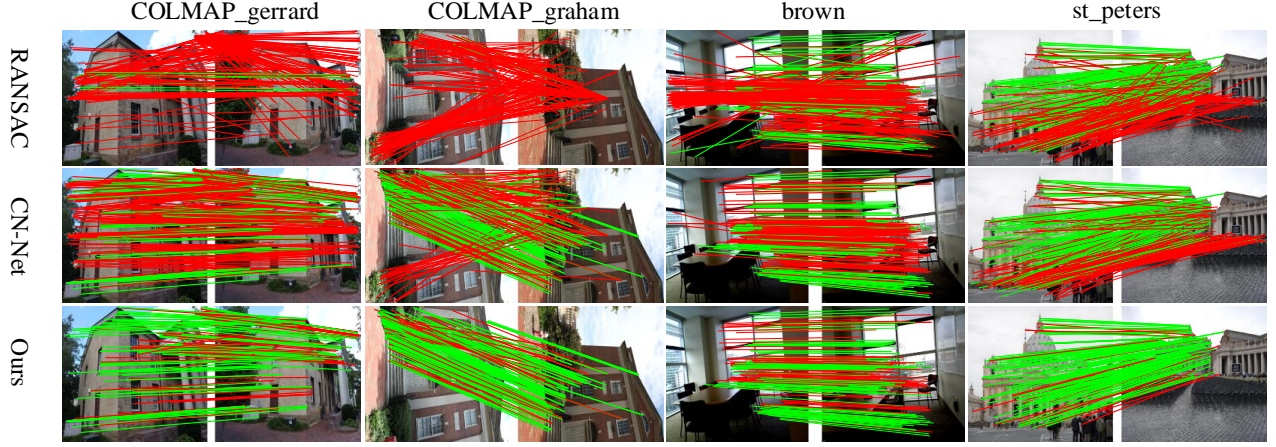 COLMAP_gerrard
COLMAP_graham
brown
st_peters
RANSAC
CN-Net
Ours